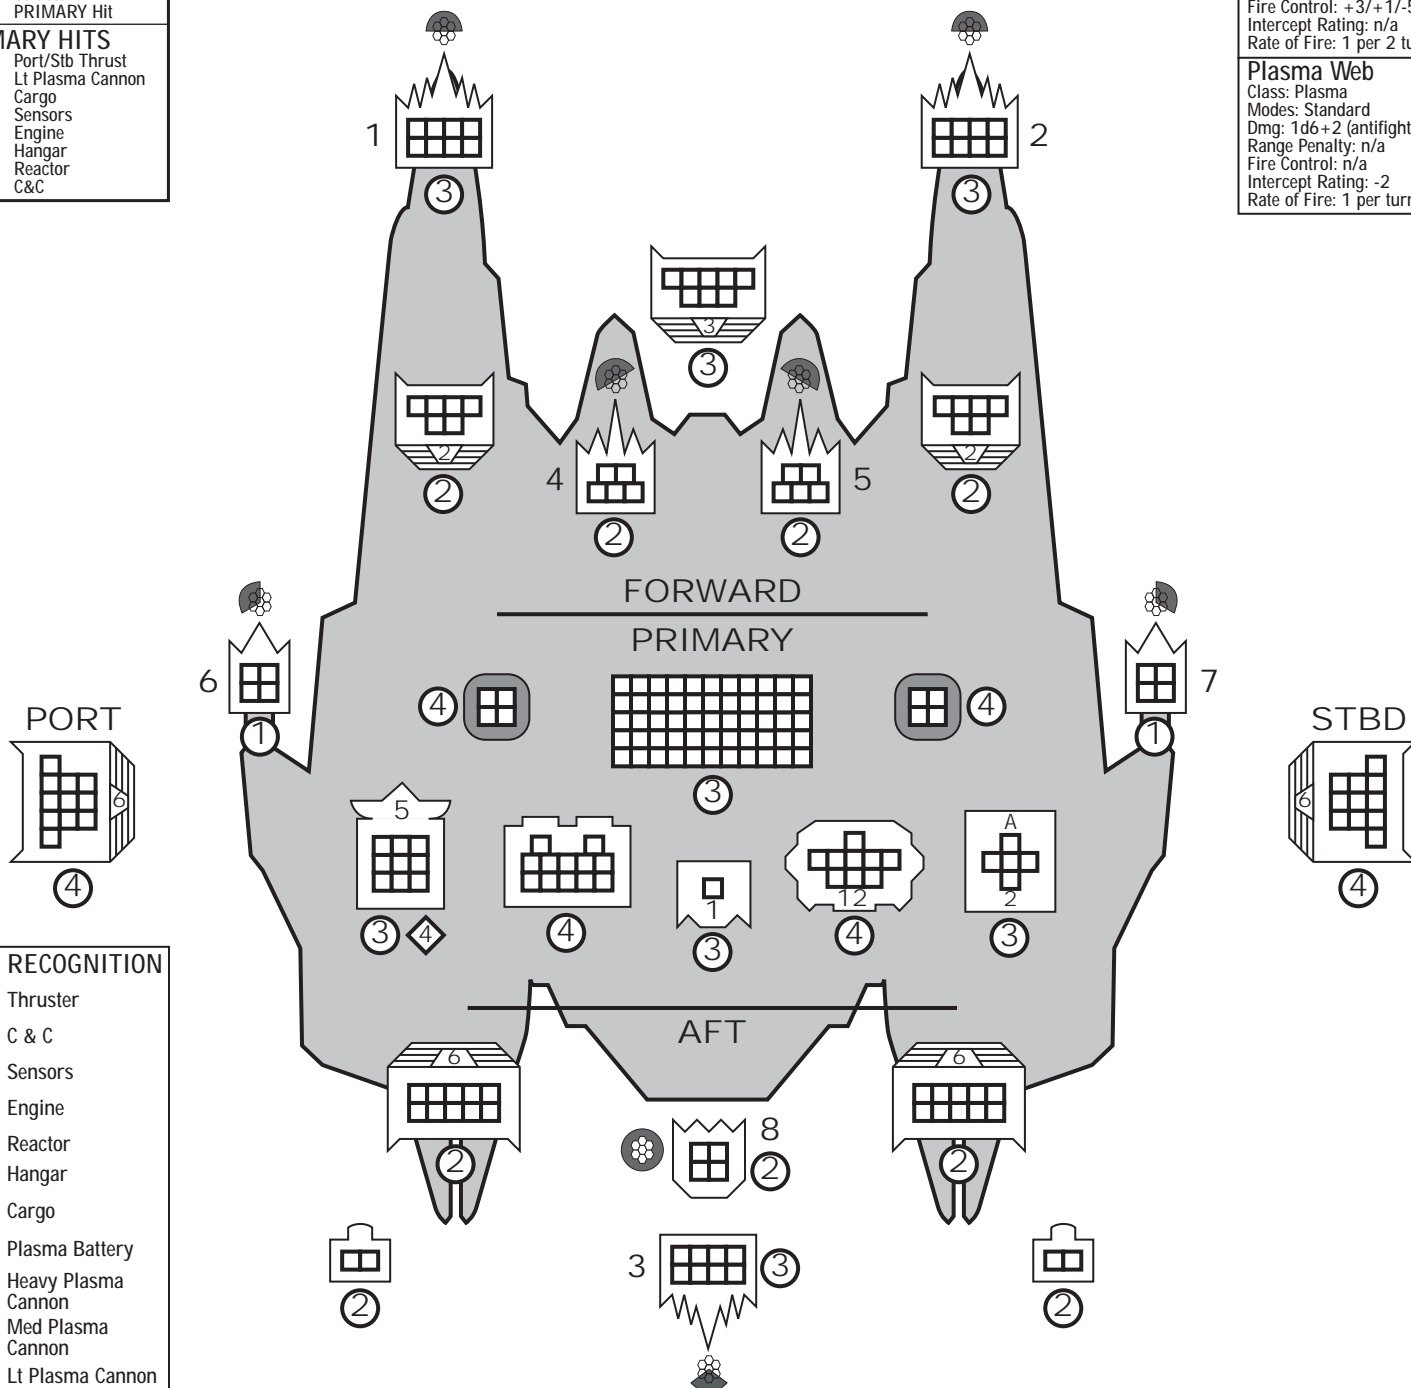 PRIMARY Hit
MARY HITS
Port/Stb Thrust
Lt Plasma Cannon
Cargo
Sensors
Engine
Hangar
Reactor
C&C
Fire Control: +3/+1/-5
Intercept Rating: n/a
Rate of Fire: 1 per 2 tu
Plasma Web
Class: Plasma
Modes: Standard
Dmg: 1d6+2 (antifight
Range Penalty: n/a
Fire Control: n/a
Intercept Rating: -2
Rate of Fire: 1 per turn
1
2
3
3
3
3
2
2
2
2
4
5
2
2
FORWARD
PRIMARY
6
7
4
4
1
1
PORT
STBD
6
6
3
4
4
5
A
1
12
2
3
4
4
3
4
3
AFT
6
6
2
2
8
2
3
3
2
2
RECOGNITION
Thruster
C & C
Sensors
Engine
Reactor
Hangar
Cargo
Plasma Battery
Heavy Plasma
Cannon
Med Plasma
Cannon
Lt Plasma Cannon